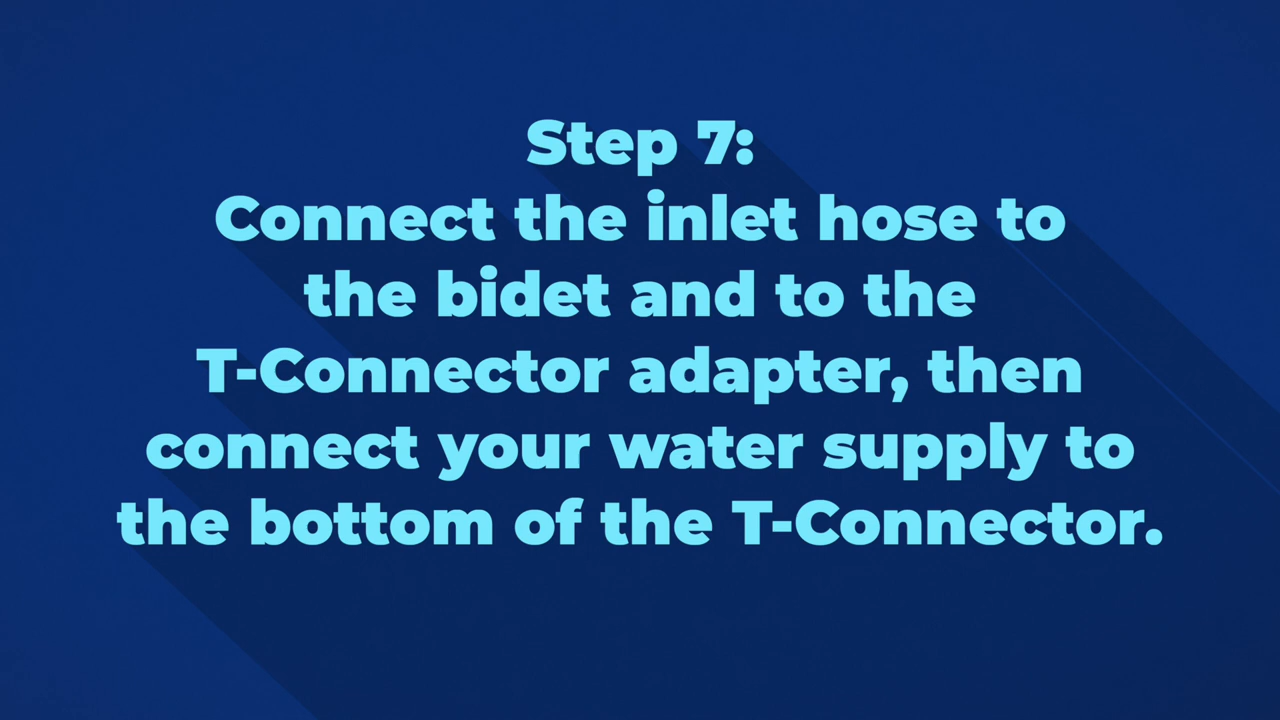 Step 7:
Connect the inlet hose to
the bidet and to the
T-Connector adapter, then
connect your water supply to
the bottom of the T-Connector.